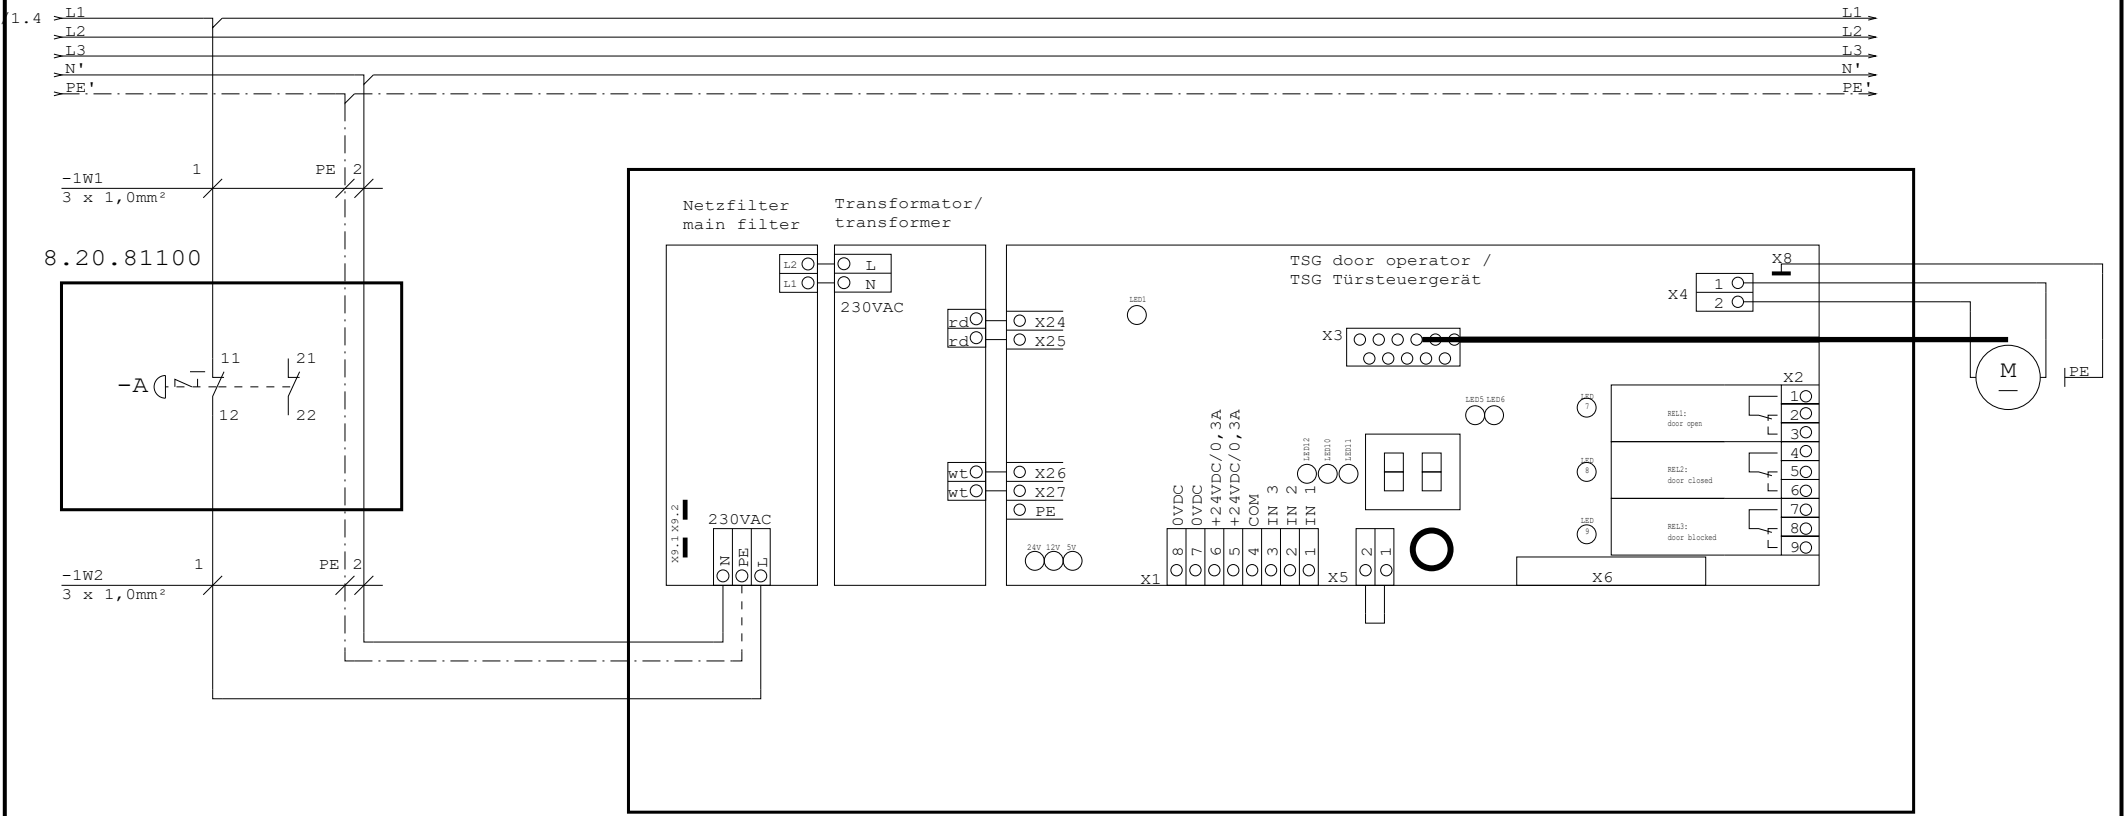 /1.4
L1 L1
L2 L2
L3 L3
N' N'
PE' PE'
1 PE 2
-1W1
3 x 1,0mm²
8.20.81100
11 21
-A
12 22
1 PE 2
-1W2
3 x 1,0mm²
Netzfilter
main filter
Transformator/
transformer
L2 L
L1 N
230VAC
rd X24
rd X25
wt X26
wt X27
PE
X9.1 X9.2
230VAC
N PE L
24V 12V 5V
TSG door operator /
TSG Türsteuergerät
LED1
X3
X4
1
2
X8
M
PE
LED5 LED6
LED12 LED10 LED11
0VDC
0VDC
+24VDC/0,3A
+24VDC/0,3A
COM
IN 3
IN 2
IN 1
X1 8 7 6 5 4 3 2 1
X5 2 1
X6
X2
LED
7
REL1:
door open
1
2
3
LED
8
REL2:
door closed
4
5
6
LED
9
REL3:
door blocked
7
8
9